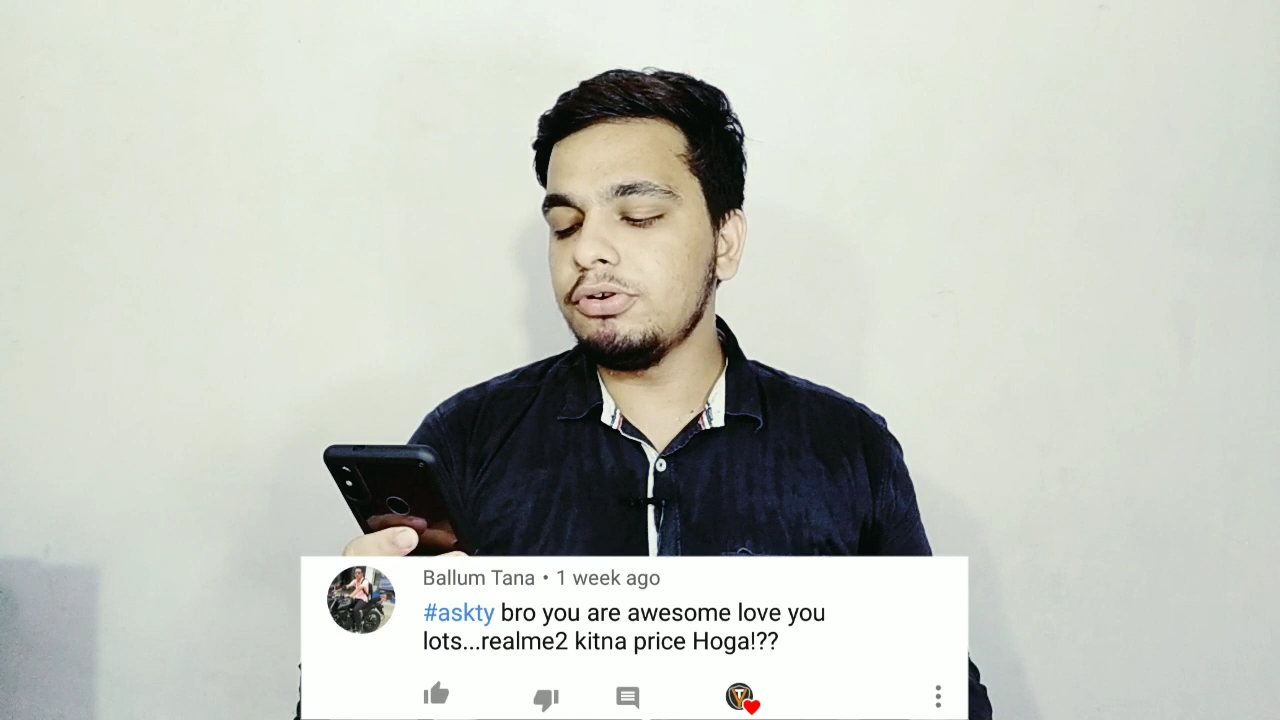 Ballum Tana • 1 week ago
#askty bro you are awesome love you
lots...realme2 kitna price Hoga!??